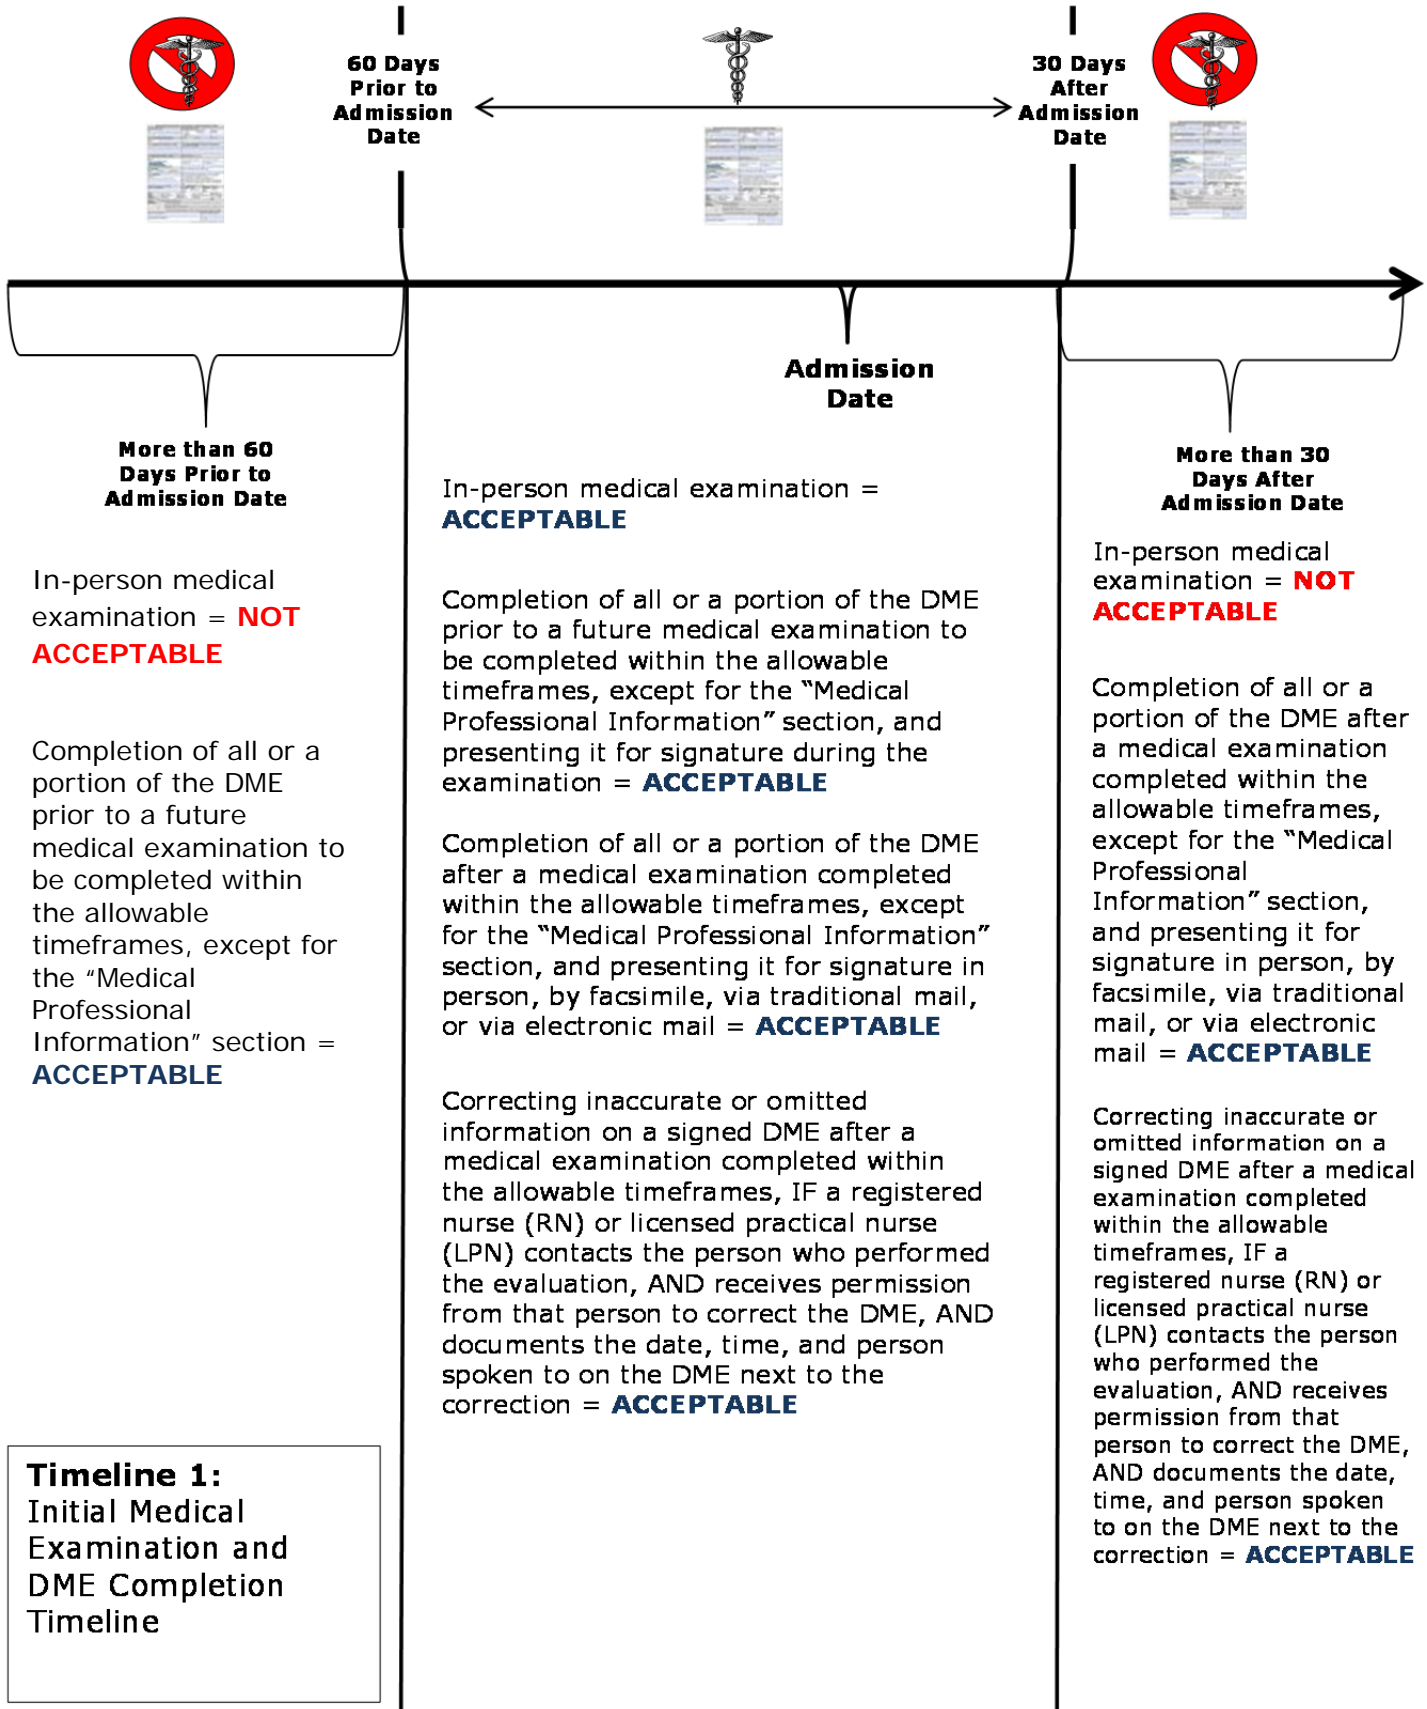 60 Days
Prior to
Admission
Date
30 Days
After
Admission
Date
Admission
Date
More than 60
Days Prior to
Admission Date
In-person medical
examination = NOT
ACCEPTABLE
Completion of all or a
portion of the DME
prior to a future
medical examination to
be completed within
the allowable
timeframes, except for
the “Medical
Professional
Information” section =
ACCEPTABLE
In-person medical examination =
ACCEPTABLE
Completion of all or a portion of the DME
prior to a future medical examination to
be completed within the allowable
timeframes, except for the “Medical
Professional Information” section, and
presenting it for signature during the
examination = ACCEPTABLE
Completion of all or a portion of the DME
after a medical examination completed
within the allowable timeframes, except
for the “Medical Professional Information”
section, and presenting it for signature in
person, by facsimile, via traditional mail,
or via electronic mail = ACCEPTABLE
Correcting inaccurate or omitted
information on a signed DME after a
medical examination completed within
the allowable timeframes, IF a registered
nurse (RN) or licensed practical nurse
(LPN) contacts the person who performed
the evaluation, AND receives permission
from that person to correct the DME, AND
documents the date, time, and person
spoken to on the DME next to the
correction = ACCEPTABLE
More than 30
Days After
Admission Date
In-person medical
examination = NOT
ACCEPTABLE
Completion of all or a
portion of the DME after
a medical examination
completed within the
allowable timeframes,
except for the “Medical
Professional
Information” section,
and presenting it for
signature in person, by
facsimile, via traditional
mail, or via electronic
mail = ACCEPTABLE
Correcting inaccurate or
omitted information on a
signed DME after a medical
examination completed
within the allowable
timeframes, IF a
registered nurse (RN) or
licensed practical nurse
(LPN) contacts the person
who performed the
evaluation, AND receives
permission from that
person to correct the DME,
AND documents the date,
time, and person spoken
to on the DME next to the
correction = ACCEPTABLE
Timeline 1:
Initial Medical
Examination and
DME Completion
Timeline